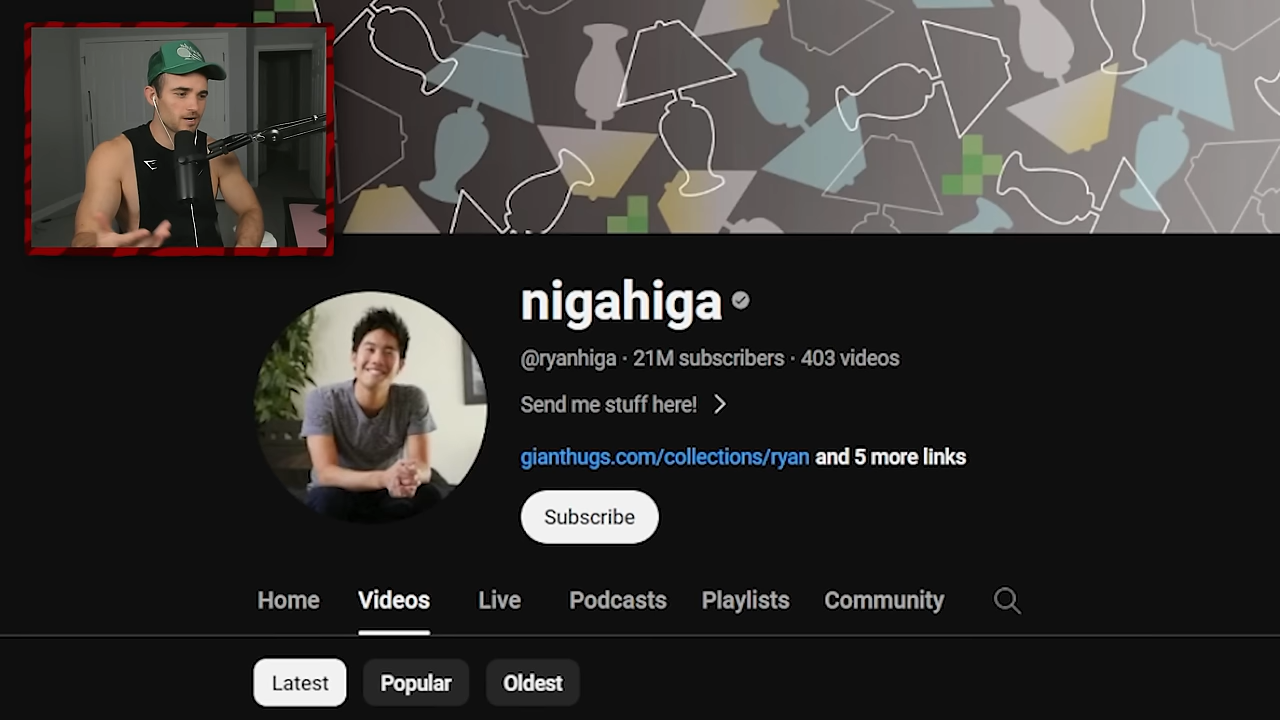 nigahiga
@ryanhiga · 21M subscribers · 403 videos
Send me stuff here!
gianthugs.com/collections/ryan and 5 more links
Subscribe
Home Videos Live Podcasts Playlists Community
Latest Popular Oldest